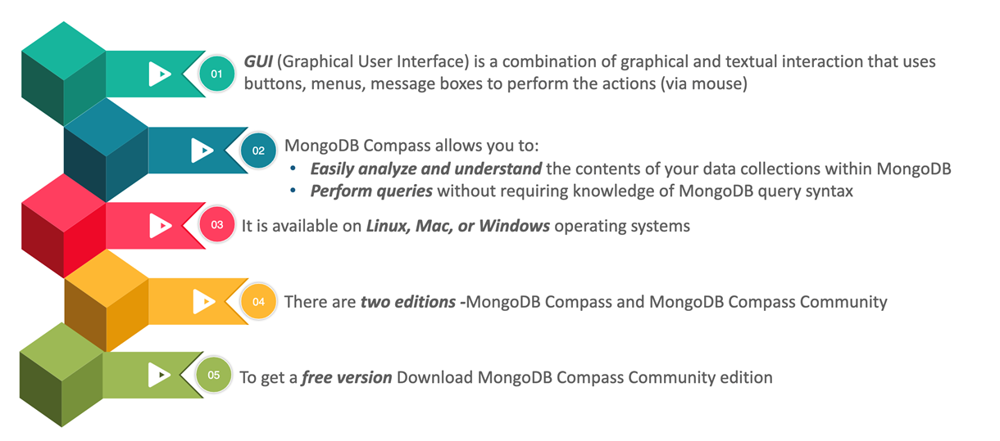 01
GUI (Graphical User Interface) is a combination of graphical and textual interaction that uses
buttons, menus, message boxes to perform the actions (via mouse)
02
MongoDB Compass allows you to:
• Easily analyze and understand the contents of your data collections within MongoDB
• Perform queries without requiring knowledge of MongoDB query syntax
03
It is available on Linux, Mac, or Windows operating systems
04
There are two editions -MongoDB Compass and MongoDB Compass Community
05
To get a free version Download MongoDB Compass Community edition